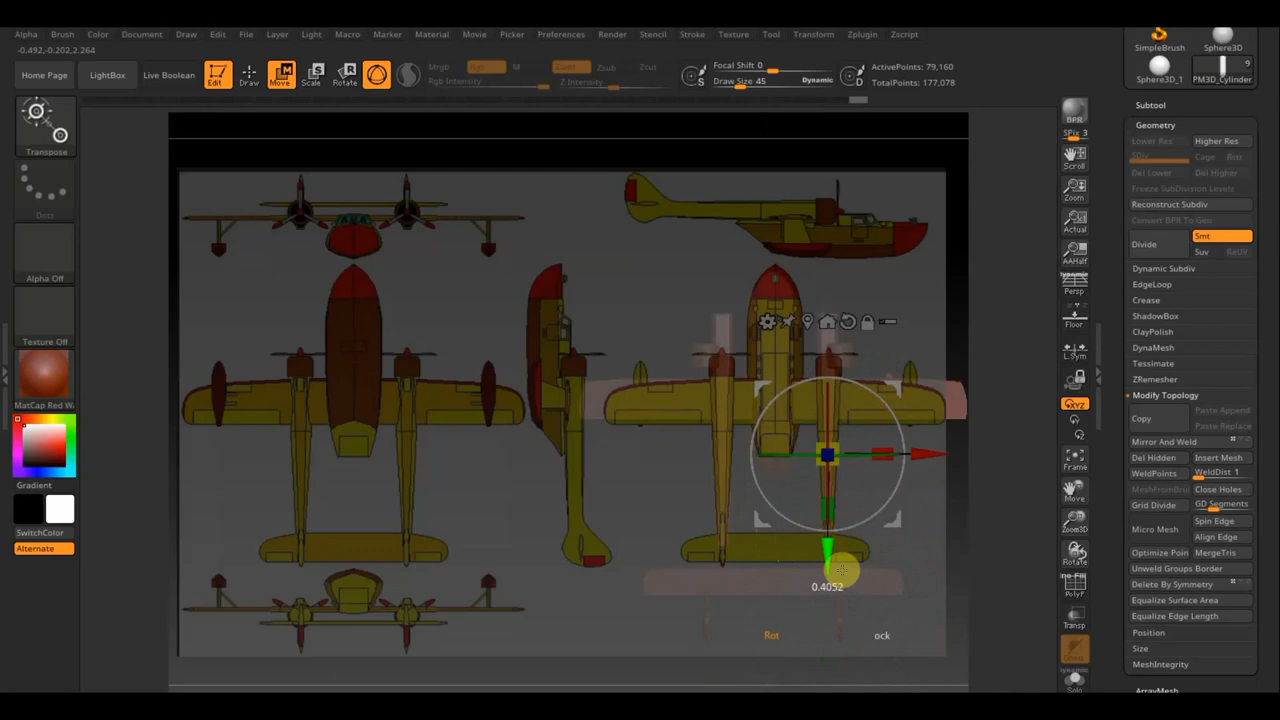 Alpha Brush Color Document Draw Edit File Layer Light Macro Marker Material Movie Picker Preferences Render Stencil Stroke Texture Tool Transform Zplugin Zscript
-0.492,-0.202,2.264
Home Page LightBox Live Boolean Edit Draw Move Scale Rotate
Mrgb Rgb M Zadd Zsub Zcut
Rgb Intensity Z Intensity
S Focal Shift 0
Draw Size 45 Dynamic
D ActivePoints: 79,160
TotalPoints: 177,078
Transpose
Dots
Alpha Off
Texture Off
MatCap Red Wa
Gradient
SwitchColor
Alternate
0.4052
Rot
ock
BPR
SPix 3
Scroll
Zoom
Actual
AAHalf
Dynamic
Persp
Floor
L.Sym
XYZ
Frame
Move
Zoom3D
Rotate
PolyF
Transp
Ghost
Dynamic
Solo
SimpleBrush Sphere3D
9
Sphere3D_1 PM3D_Cylinder
Subtool
Geometry
Lower Res Higher Res
SDiv Cage Rstr
Del Lower Del Higher
Freeze SubDivision Levels
Reconstruct Subdiv
Convert BPR To Geo
Divide Smt
Suv ReUV
Dynamic Subdiv
EdgeLoop
Crease
ShadowBox
ClayPolish
DynaMesh
Tessimate
ZRemesher
Modify Topology
Copy Paste Append
Paste Replace
Mirror And Weld
Del Hidden Insert Mesh
WeldPoints WeldDist 1
MeshFromBru Close Holes
Grid Divide GD Segments
Micro Mesh Spin Edge
Align Edge
Optimize Poin MergeTris
Unweld Groups Border
Delete By Symmetry
Equalize Surface Area
Equalize Edge Length
Position
Size
MeshIntegrity
ArrayMesh